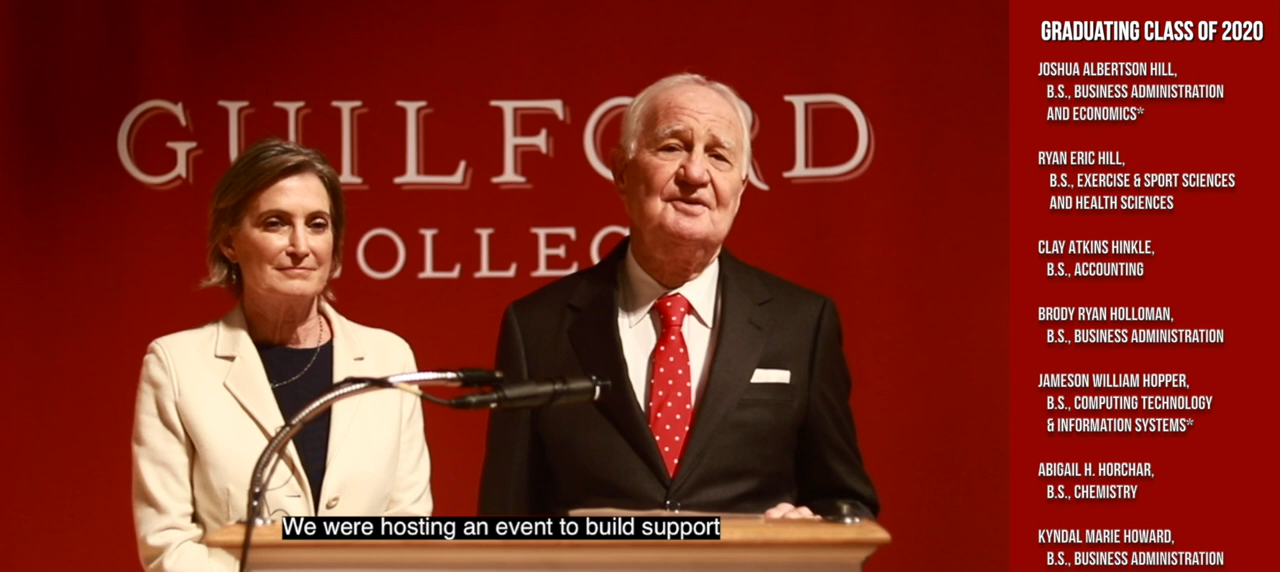 GUILFORD
COLLEG
We were hosting an event to build support
GRADUATING CLASS OF 2020
JOSHUA ALBERTSON HILL,
B.S., BUSINESS ADMINISTRATION
AND ECONOMICS*
RYAN ERIC HILL,
B.S., EXERCISE & SPORT SCIENCES
AND HEALTH SCIENCES
CLAY ATKINS HINKLE,
B.S., ACCOUNTING
BRODY RYAN HOLLOMAN,
B.S., BUSINESS ADMINISTRATION
JAMESON WILLIAM HOPPER,
B.S., COMPUTING TECHNOLOGY
& INFORMATION SYSTEMS*
ABIGAIL H. HORCHAR,
B.S., CHEMISTRY
KYNDAL MARIE HOWARD,
B.S., BUSINESS ADMINISTRATION